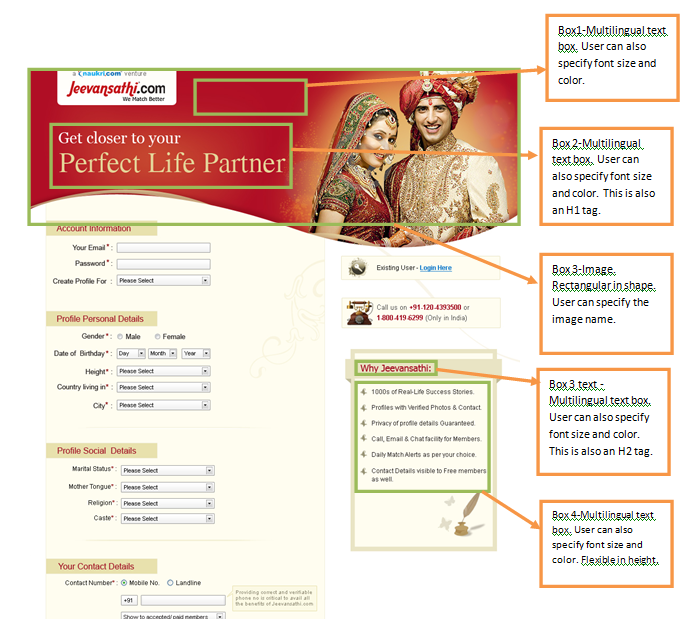 a naukri.com venture
Jeevansathi.com
We Match Better
Get closer to your
Perfect Life Partner
Account Information
Your Email* :
Password* :
Create Profile For : Please Select
Profile Personal Details
Gender* : Male Female
Date of Birthday* : Day Month Year
Height* : Please Select
Country living in* : Please Select
City* : Please Select
Profile Social Details
Marital Status* : Please Select
Mother Tongue* : Please Select
Religion* : Please Select
Caste* : Please Select
Your Contact Details
Contact Number* : Mobile No. Landline
+91
Show to accepted/ paid members
Providing correct and verifiable
phone no is critical to avail all
the benefits of Jeevansathi.com
Existing User - Login Here
Call us on +91-120-4393500 or
1-800-419-6299 (Only in India)
Why Jeevansathi:
1000s of Real-Life Success Stories.
Profiles with Verified Photos & Contact.
Privacy of profile details Guaranteed.
Call, Email & Chat facility for Members.
Daily Match Alerts as per your choice.
Contact Details visible to Free members
as well.
Box1-Multilingual text
box. User can also
specify font size and
color.
Box 2-Multilingual
text box. User can
also specify font size
and color. This is also
an H1 tag.
Box 3-Image.
Rectangular in shape.
User can specify the
image name.
Box 3 text -
Multilingual text box.
User can also specify
font size and color.
This is also an H2 tag.
Box 4-Multilingual text
box. User can also
specify font size and
color. Flexible in height.